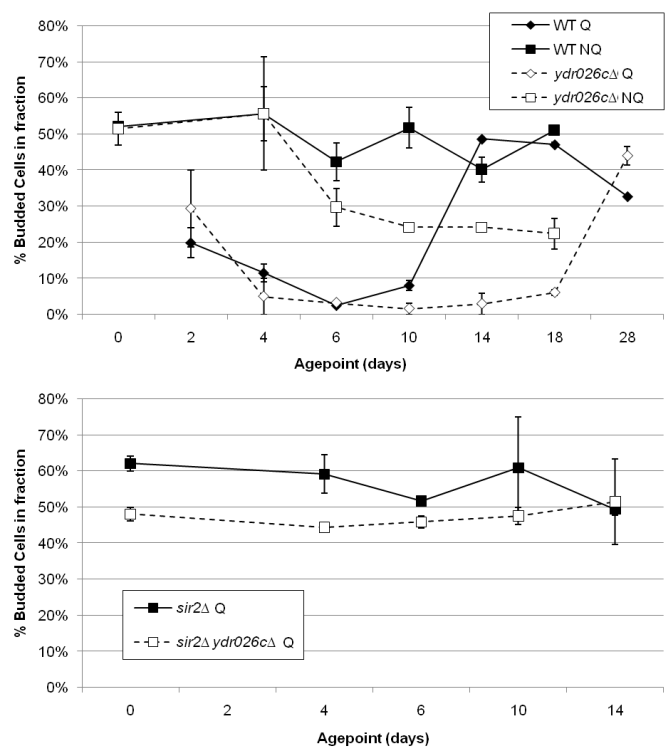 80%
70%
60%
50%
40%
30%
20%
10%
0%
% Budded Cells in fraction
WT Q
WT NQ
ydr026cΔ Q
ydr026cΔ NQ
0 2 4 6 10 14 18 28
Agepoint (days)
80%
70%
60%
50%
40%
30%
20%
10%
0%
% Budded Cells in fraction
sir2Δ Q
sir2Δ ydr026cΔ Q
0 2 4 6 10 14
Agepoint (days)